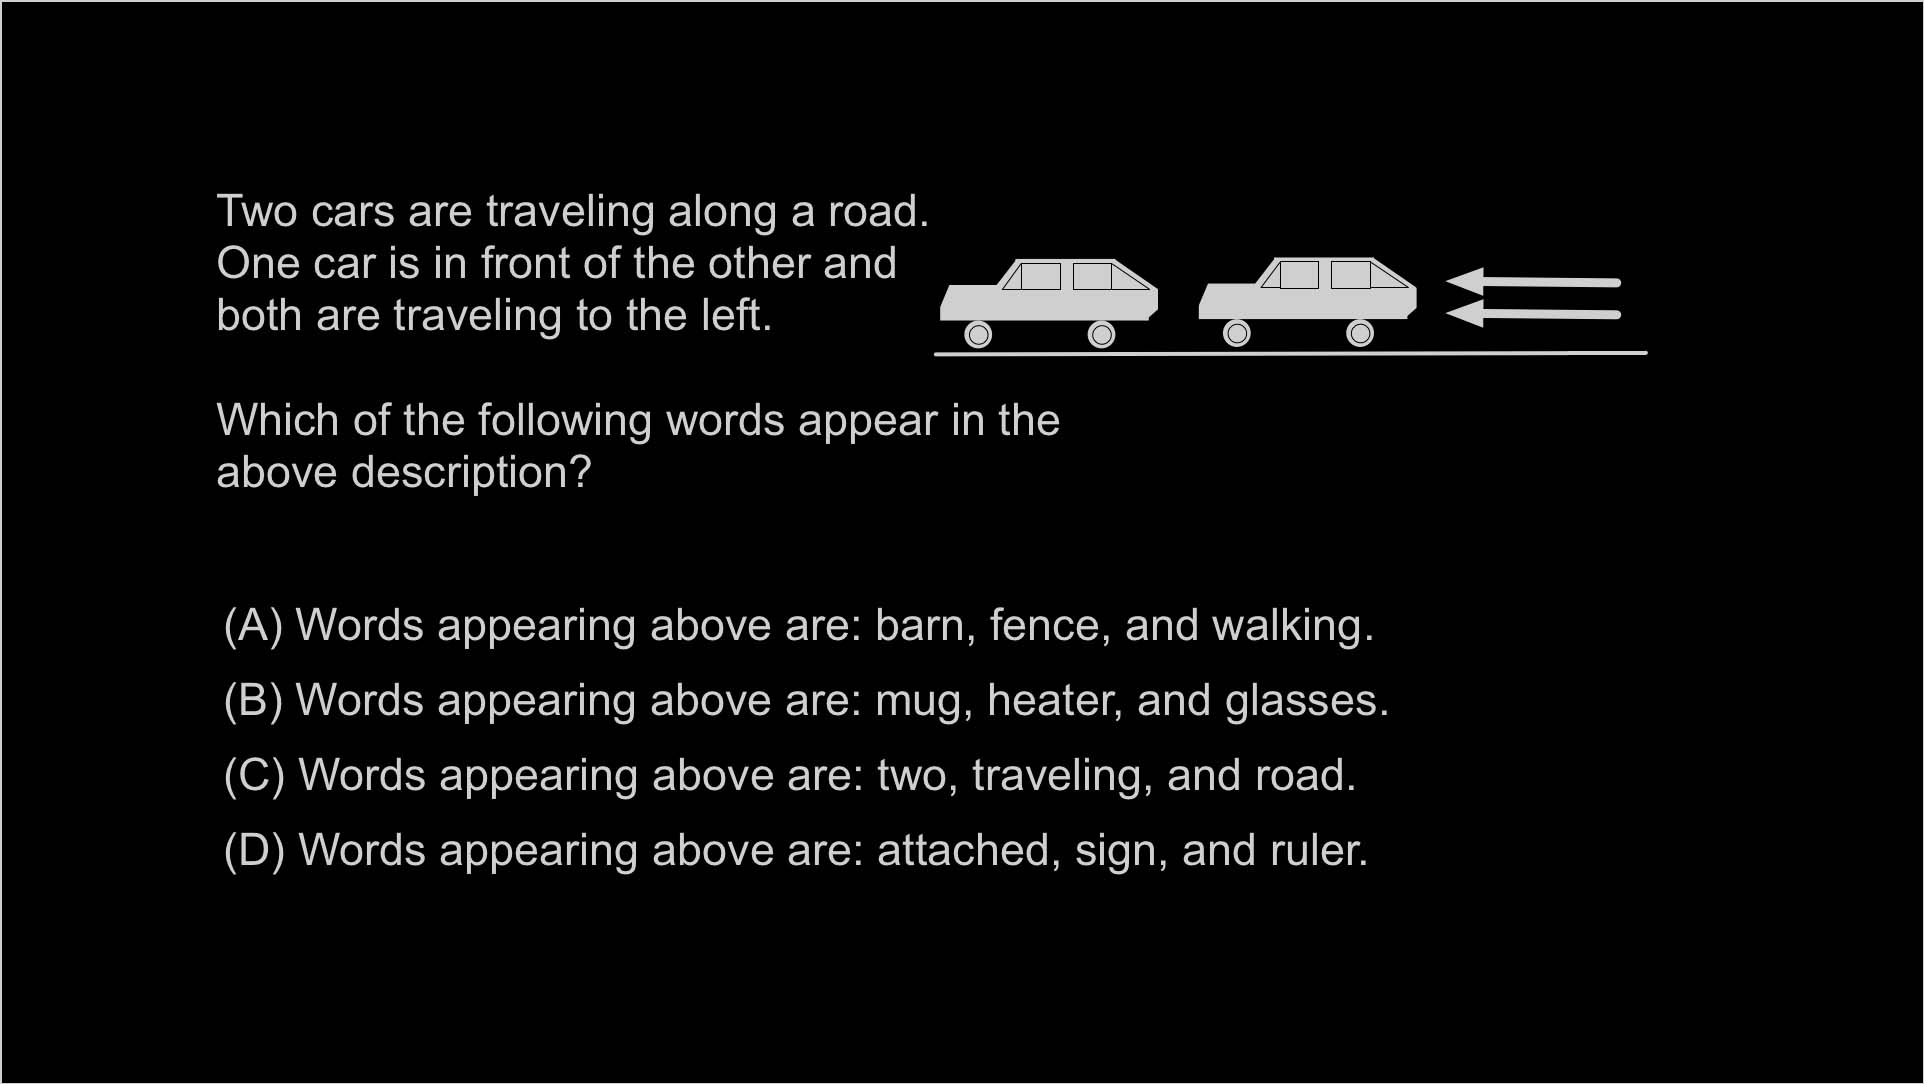 Two cars are traveling along a road.
One car is in front of the other and
both are traveling to the left.
Which of the following words appear in the
above description?
(A) Words appearing above are: barn, fence, and walking.
(B) Words appearing above are: mug, heater, and glasses.
(C) Words appearing above are: two, traveling, and road.
(D) Words appearing above are: attached, sign, and ruler.